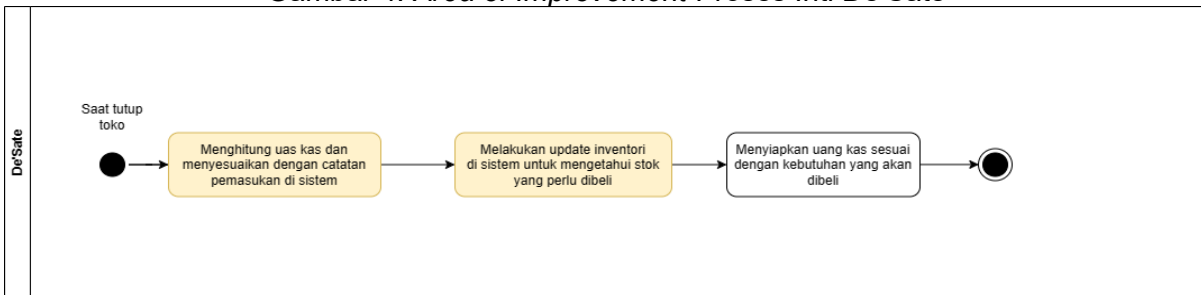 De'Sate
Saat tutup
toko
Menghitung uas kas dan
menyesuaikan dengan catatan
pemasukan di sistem
Melakukan update inventori
di sistem untuk mengetahui stok
yang perlu dibeli
Menyiapkan uang kas sesuai
dengan kebutuhan yang akan
dibeli